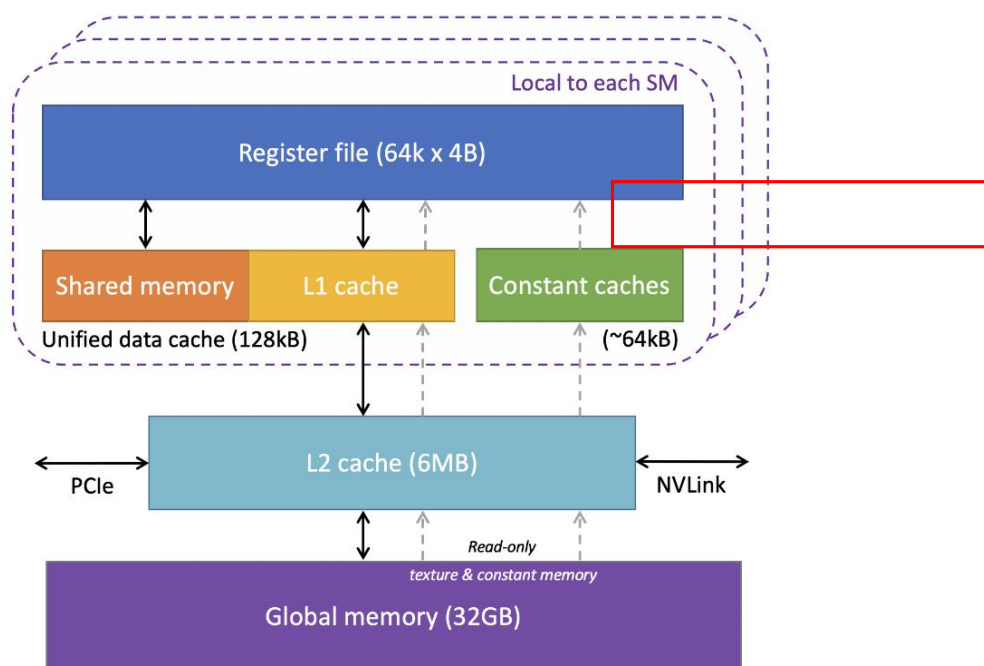 Local to each SM
Register file (64k x 4B)
Shared memory
L1 cache
Constant caches
Unified data cache (128kB)
(~64kB)
L2 cache (6MB)
PCIe
NVLink
Read-only
texture & constant memory
Global memory (32GB)